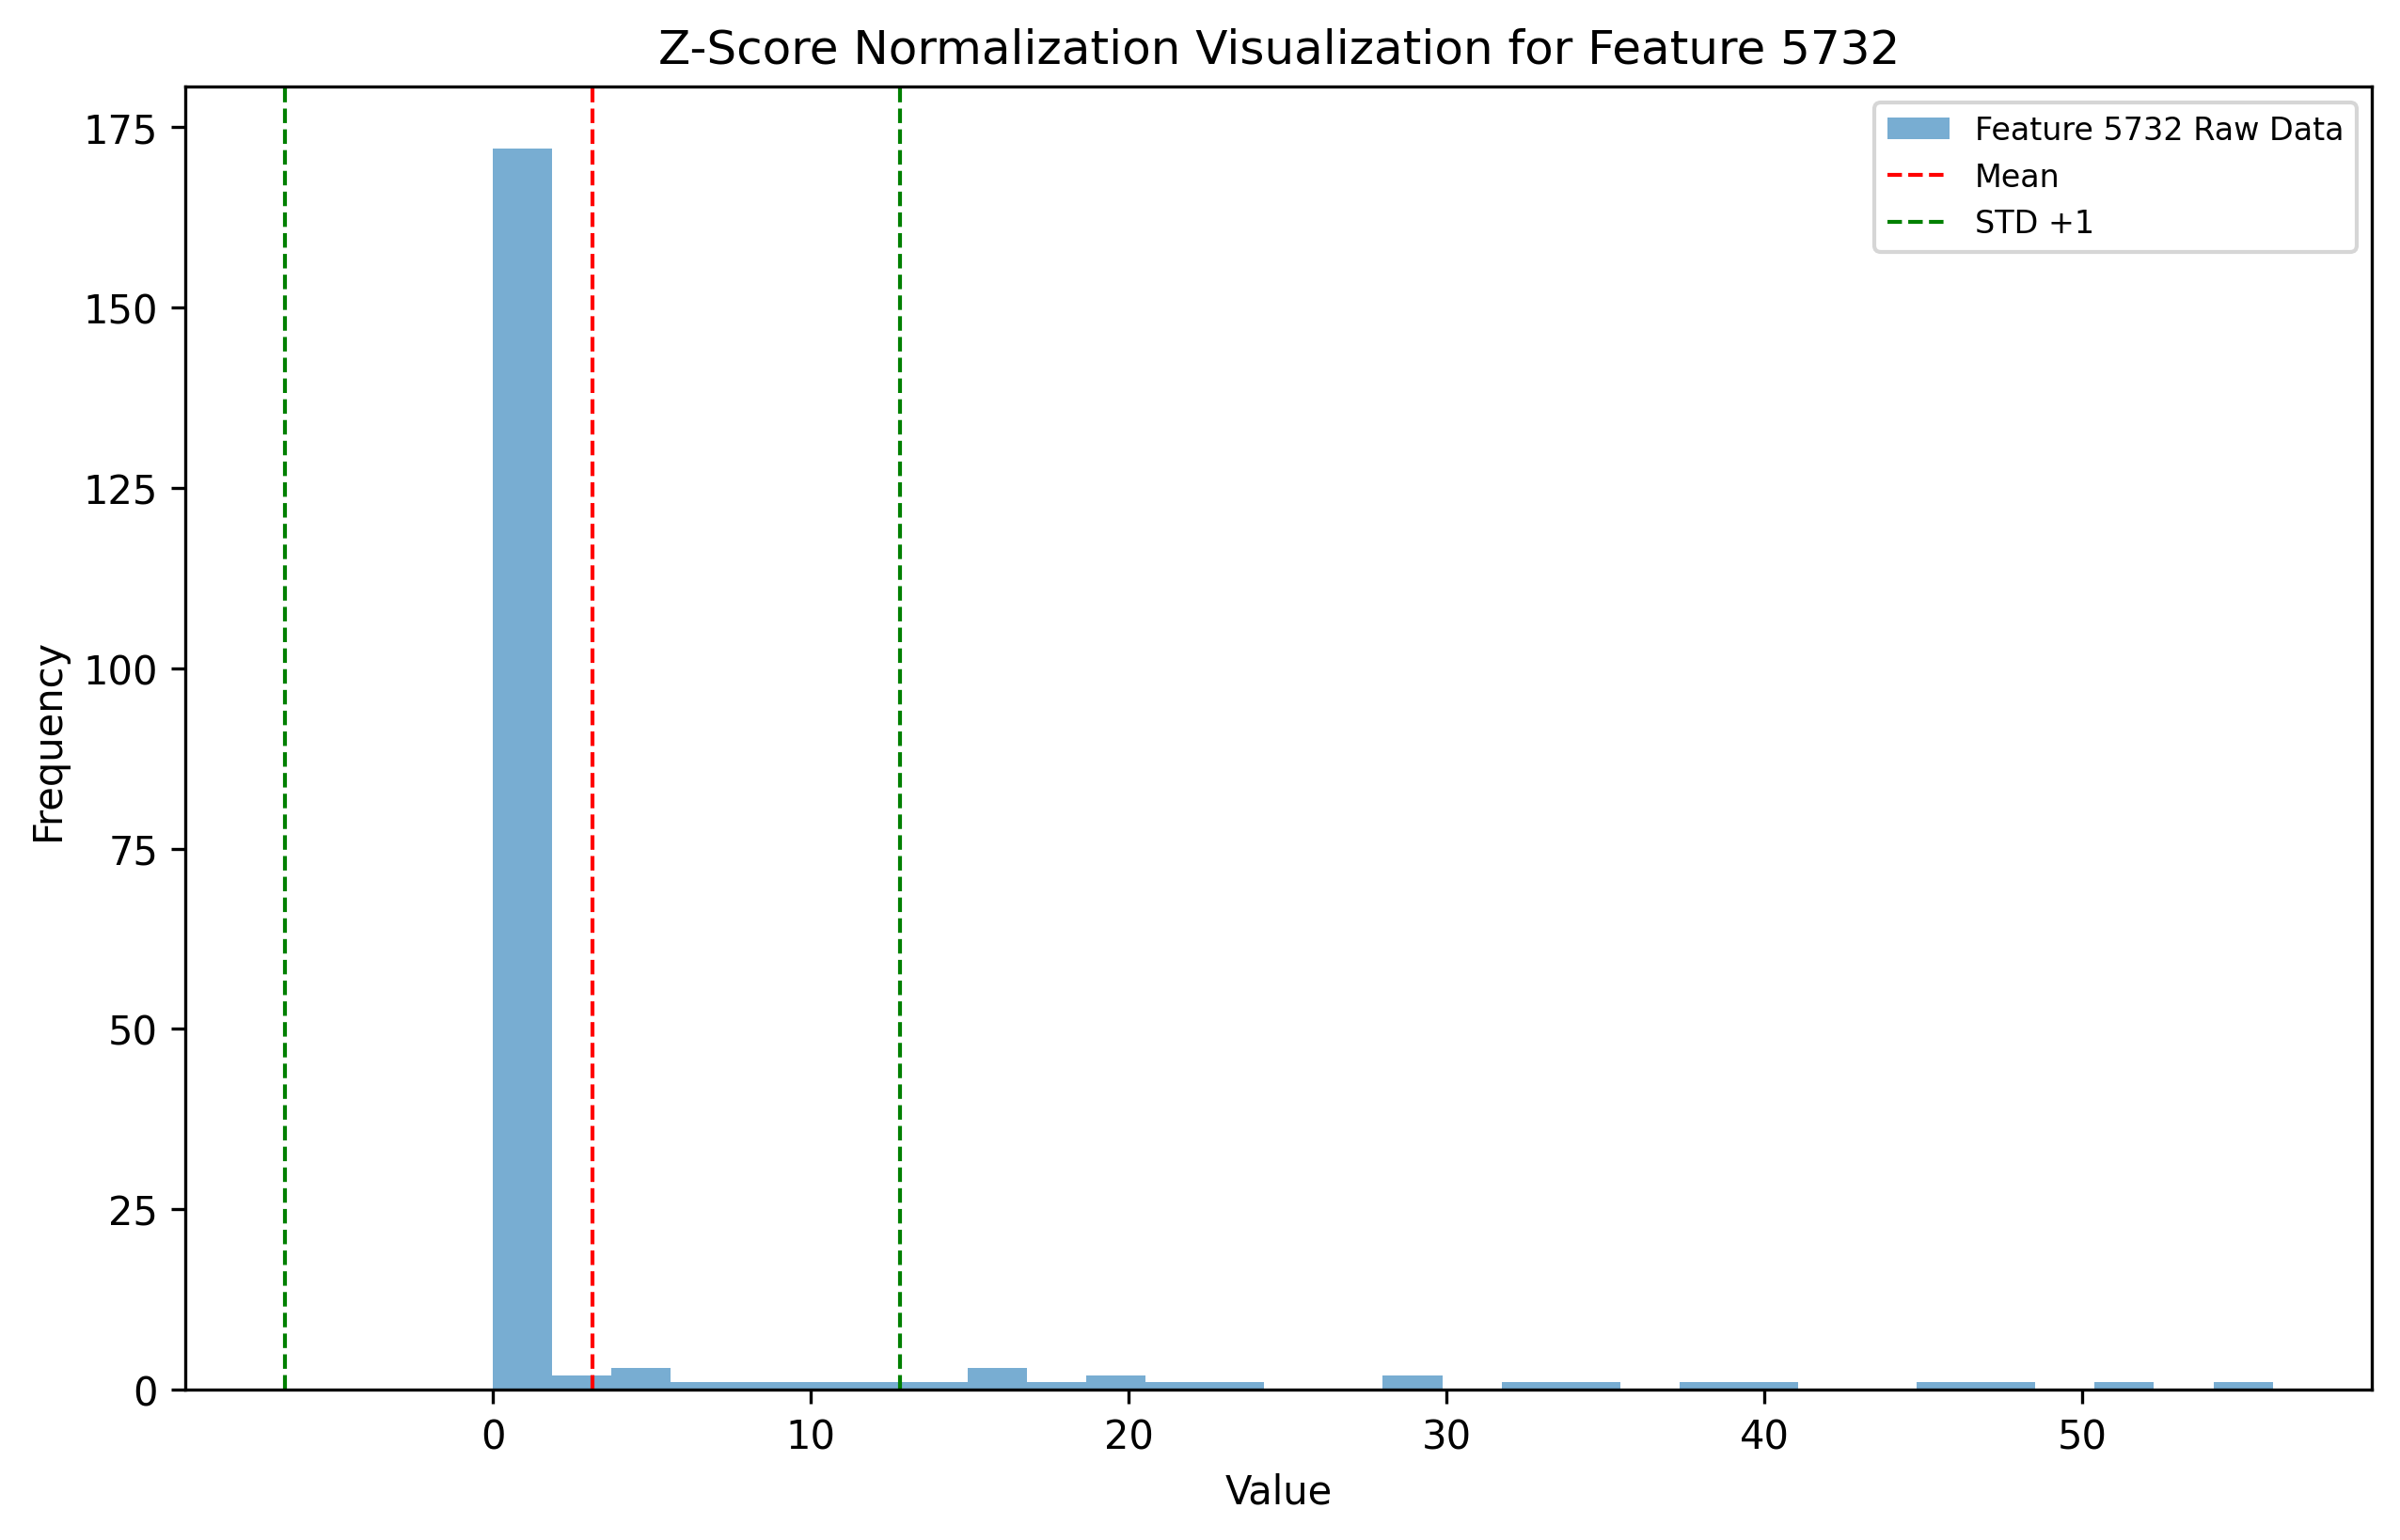 Z-Score Normalization Visualization for Feature 5732
Feature 5732 Raw Data
Mean
STD +1
Frequency
175
150
125
100
75
50
25
0
0 10 20 30 40 50
Value